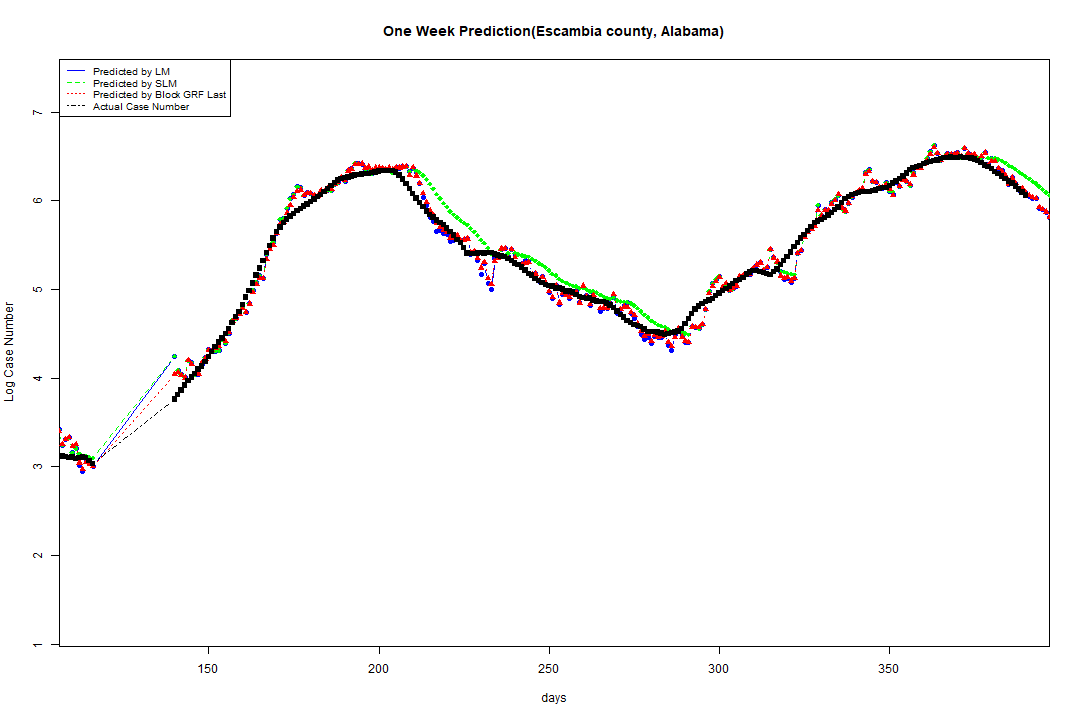 One Week Prediction(Escambia county, Alabama)
Predicted by LM
Predicted by SLM
Predicted by Block GRF Last
Actual Case Number
7
6
5
4
3
2
1
Log Case Number
150 200 250 300 350
days